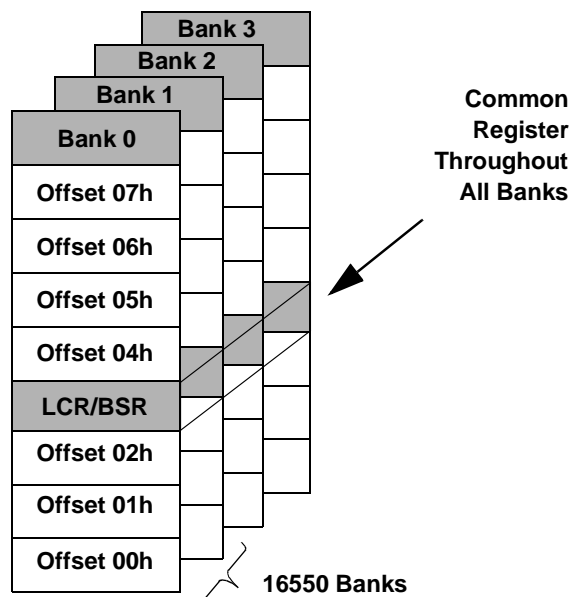 Bank 3
Bank 2
Bank 1
Bank 0
Common
Register
Throughout
All Banks
Offset 07h
Offset 06h
Offset 05h
Offset 04h
LCR/BSR
Offset 02h
Offset 01h
Offset 00h
16550 Banks